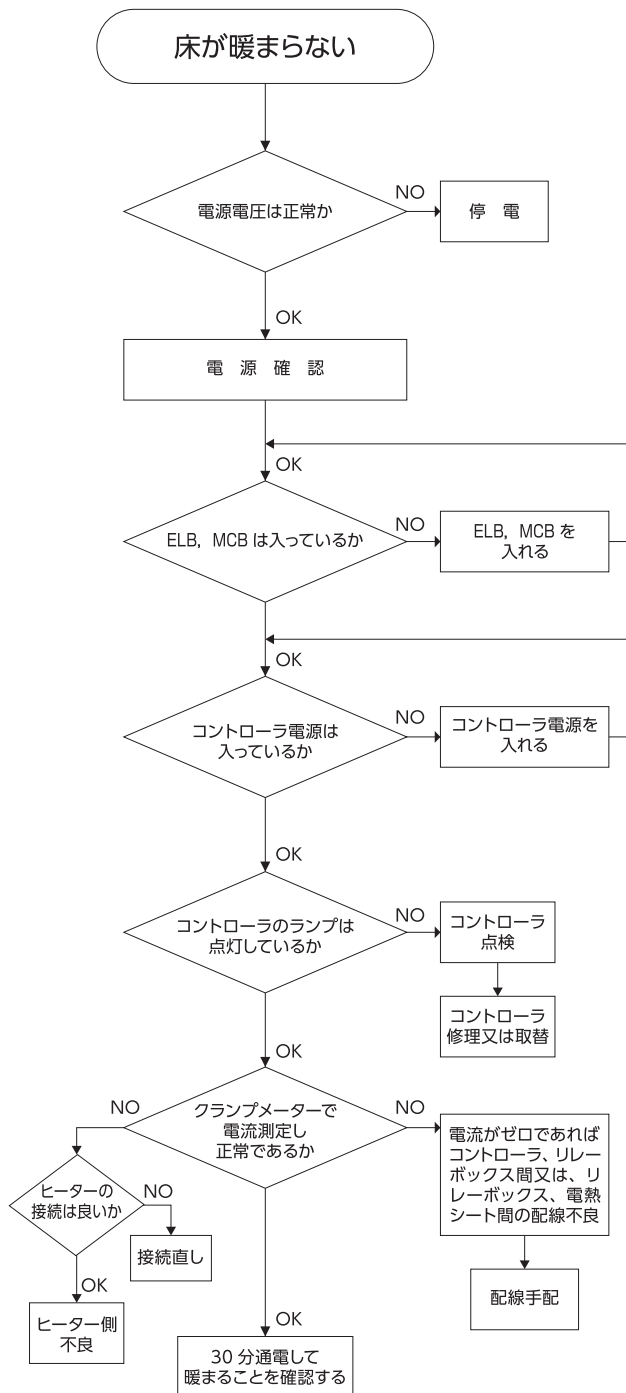 床が暖まらない
電源電圧は正常か
NO
停　電
OK
電　源　確　認
OK
ELB，MCB は入っているか
NO
ELB，MCB を
入れる
OK
コントローラ電源は
入っているか
NO
コントローラ電源を
入れる
OK
コントローラのランプは
点灯しているか
NO
コントローラ
点検
コントローラ
修理又は取替
OK
NO
クランプメーターで
電流測定し
正常であるか
NO
電流がゼロであれば
コントローラ、リレー
ボックス間又は、リ
レーボックス、電熱
シート間の配線不良
配線手配
ヒーターの
接続は良いか
NO
接続直し
OK
ヒーター側
不良
OK
30 分通電して
暖まることを確認する